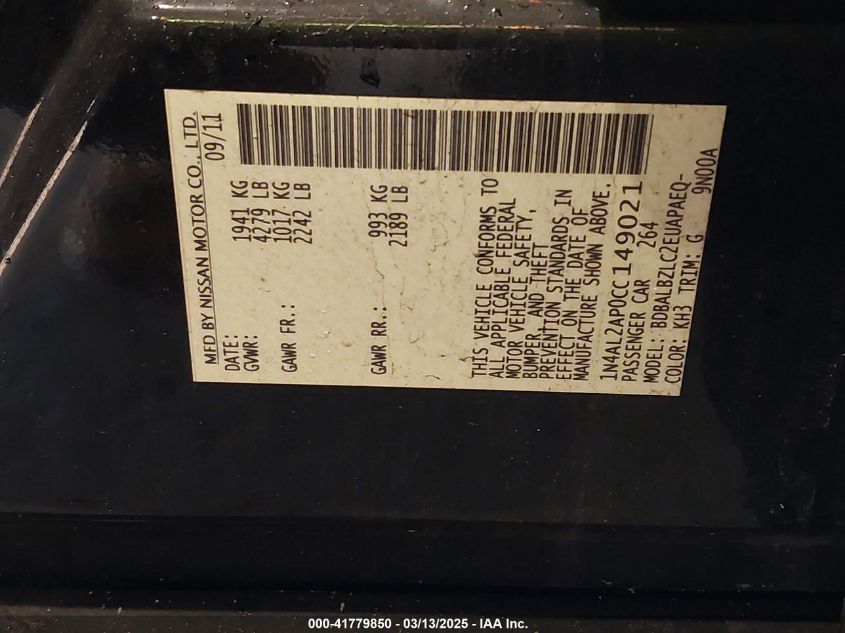 MFD BY NISSAN MOTOR CO., LTD.
DATE: 09/11
GVWR: 1941 KG
4279 LB
GAWR FR.: 1017 KG
2242 LB
GAWR RR.: 993 KG
2189 LB
THIS VEHICLE CONFORMS TO
ALL APPLICABLE FEDERAL
MOTOR VEHICLE SAFETY,
BUMPER, AND THEFT
PREVENTION STANDARDS IN
EFFECT ON THE DATE OF
MANUFACTURE SHOWN ABOVE.
1N4AL2AP0CC149021
PASSENGER CAR 264
MODEL: BDBALBZLCZEUAPAEQ-
COLOR: KH3 TRIM: G 9N00A
000-41779850 - 03/13/2025 - IAA Inc.